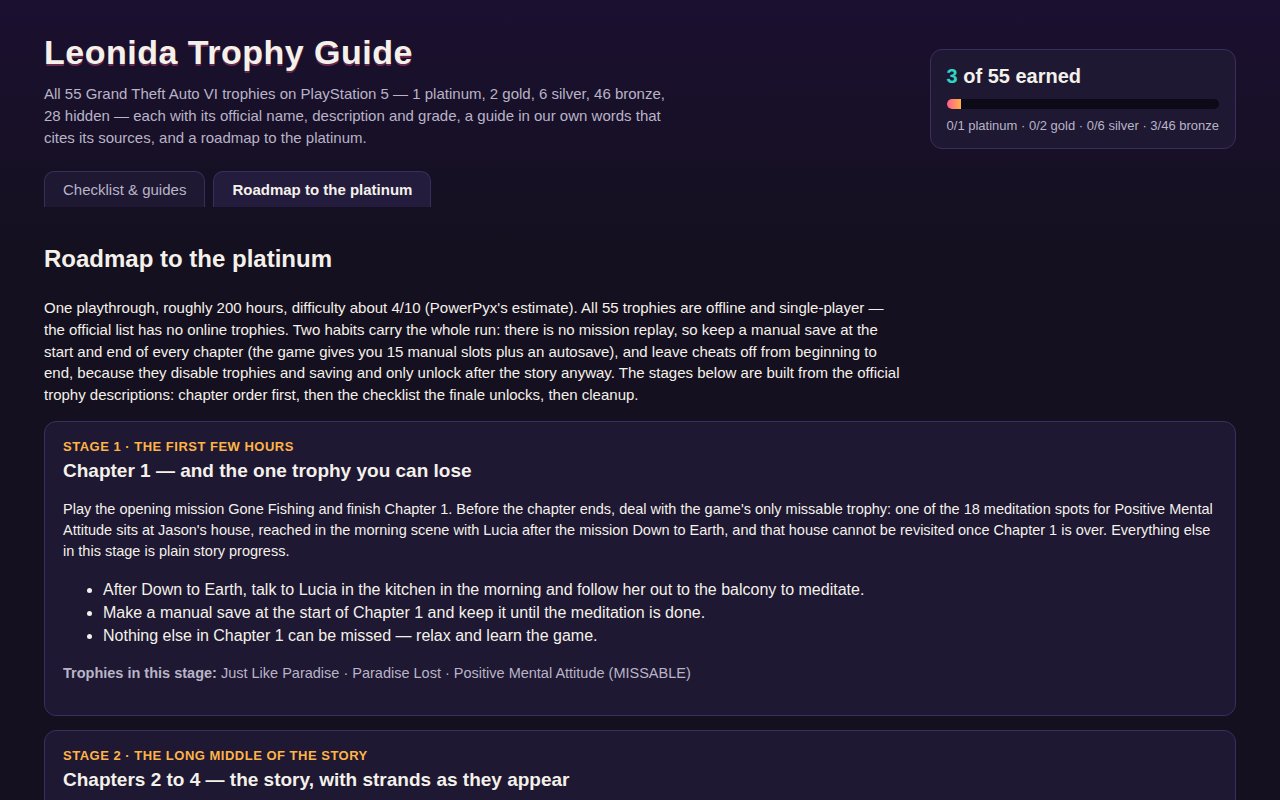 Leonida Trophy Guide
All 55 Grand Theft Auto VI trophies on PlayStation 5 — 1 platinum, 2 gold, 6 silver, 46 bronze,
28 hidden — each with its official name, description and grade, a guide in our own words that
cites its sources, and a roadmap to the platinum.
3 of 55 earned
0/1 platinum · 0/2 gold · 0/6 silver · 3/46 bronze
Checklist & guides
Roadmap to the platinum
Roadmap to the platinum
One playthrough, roughly 200 hours, difficulty about 4/10 (PowerPyx's estimate). All 55 trophies are offline and single-player —
the official list has no online trophies. Two habits carry the whole run: there is no mission replay, so keep a manual save at the
start and end of every chapter (the game gives you 15 manual slots plus an autosave), and leave cheats off from beginning to
end, because they disable trophies and saving and only unlock after the story anyway. The stages below are built from the official
trophy descriptions: chapter order first, then the checklist the finale unlocks, then cleanup.
STAGE 1 · THE FIRST FEW HOURS
Chapter 1 — and the one trophy you can lose
Play the opening mission Gone Fishing and finish Chapter 1. Before the chapter ends, deal with the game's only missable trophy: one of the 18 meditation spots for Positive Mental
Attitude sits at Jason's house, reached in the morning scene with Lucia after the mission Down to Earth, and that house cannot be revisited once Chapter 1 is over. Everything else
in this stage is plain story progress.
• After Down to Earth, talk to Lucia in the kitchen in the morning and follow her out to the balcony to meditate.
• Make a manual save at the start of Chapter 1 and keep it until the meditation is done.
• Nothing else in Chapter 1 can be missed — relax and learn the game.
Trophies in this stage: Just Like Paradise · Paradise Lost · Positive Mental Attitude (MISSABLE)
STAGE 2 · THE LONG MIDDLE OF THE STORY
Chapters 2 to 4 — the story, with strands as they appear